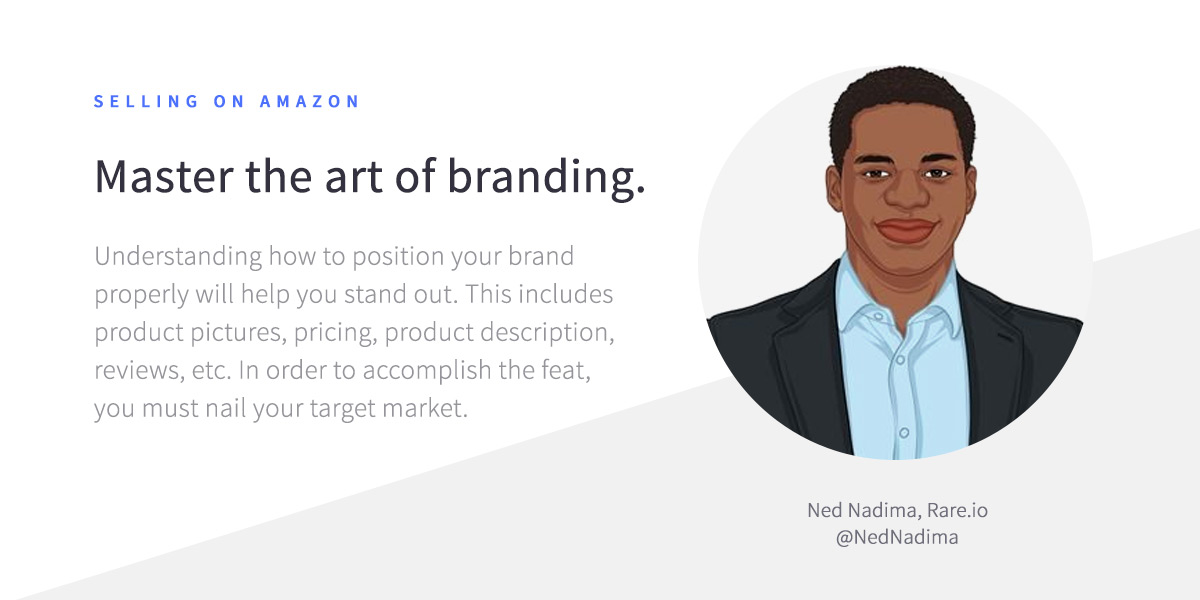 SELLING ON AMAZON
Master the art of branding.
Understanding how to position your brand
properly will help you stand out. This includes
product pictures, pricing, product description,
reviews, etc. In order to accomplish the feat,
you must nail your target market.
Ned Nadima, Rare.io
@NedNadima